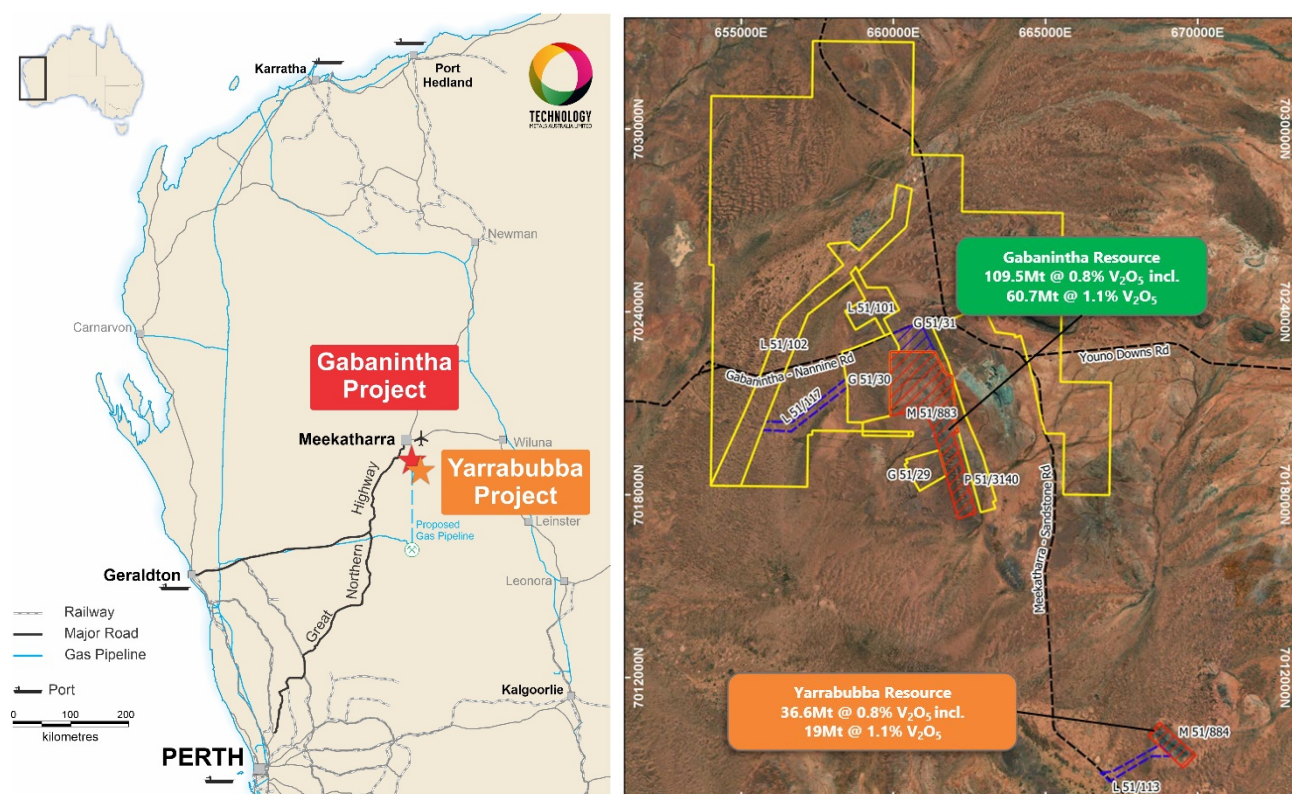 Karratha
Port
Hedland
TECHNOLOGY
METALS AUSTRALIA LIMITED
Newman
Carnarvon
Gabanintha
Project
Meekatharra
Wiluna
Yarrabubba
Project
Highway
Northern
Great
Proposed
Gas Pipeline
Leinster
Leonora
Geraldton
Railway
Major Road
Gas Pipeline
Port
0 100 200
kilometres
Kalgoorlie
PERTH
655000E
660000E
665000E
670000E
7030000N
7030000N
Gabanintha Resource
109.5Mt @ 0.8% V₂O₅ incl.
60.7Mt @ 1.1% V₂O₅
7024000N
7024000N
L 51/101
G 51/31
L 51/102
Gabanintha - Nannine Rd
Youno Downs Rd
G 51/30
L 51/117
M 51/883
G 51/29
P 51/3140
7018000N
7018000N
Meekatharra - Sandstone Rd
7012000N
7012000N
Yarrabubba Resource
36.6Mt @ 0.8% V₂O₅ incl.
19Mt @ 1.1% V₂O₅
M 51/884
L 51/113